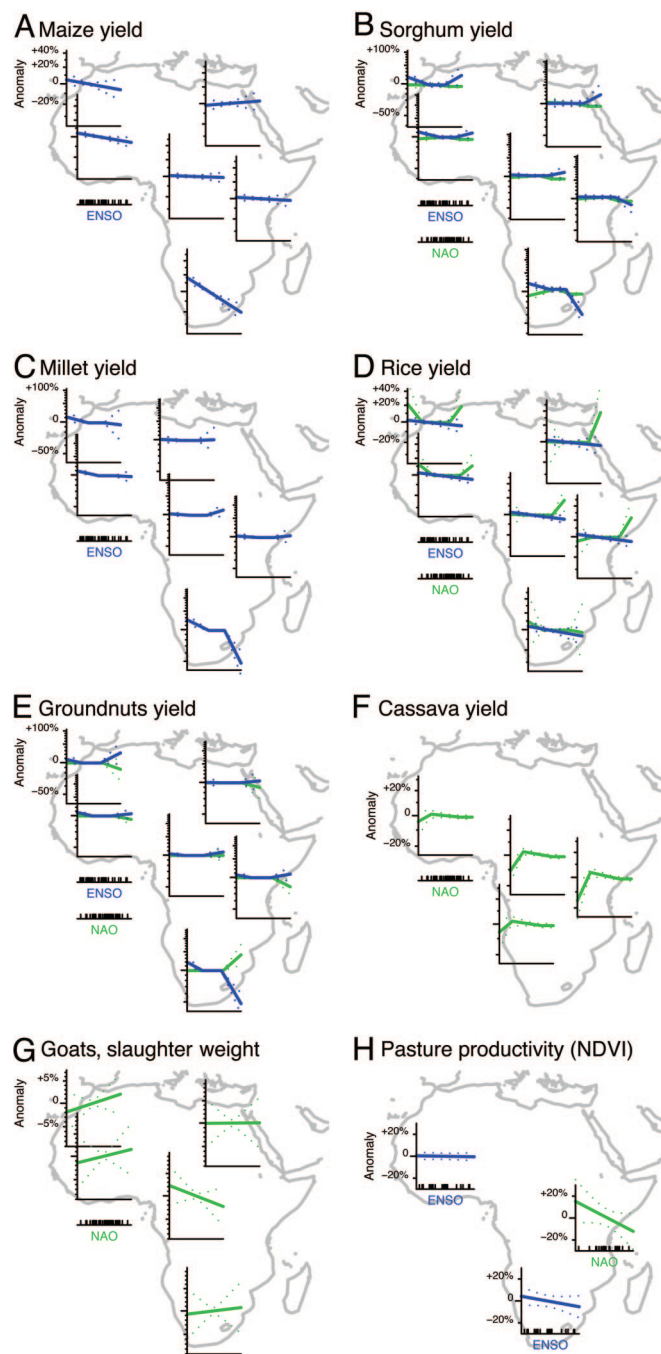 A Maize yield
+40%
+20%
0
−20%
Anomaly
ENSO
B Sorghum yield
+100%
0
−50%
Anomaly
ENSO
NAO
C Millet yield
+100%
0
−50%
Anomaly
ENSO
D Rice yield
+40%
+20%
0
−20%
Anomaly
ENSO
NAO
E Groundnuts yield
+100%
0
−50%
Anomaly
ENSO
NAO
F Cassava yield
+20%
0
−20%
Anomaly
NAO
G Goats, slaughter weight
+5%
0
−5%
Anomaly
NAO
H Pasture productivity (NDVI)
+20%
0
−20%
Anomaly
ENSO
+20%
0
−20%
NAO
+20%
0
−20%
ENSO